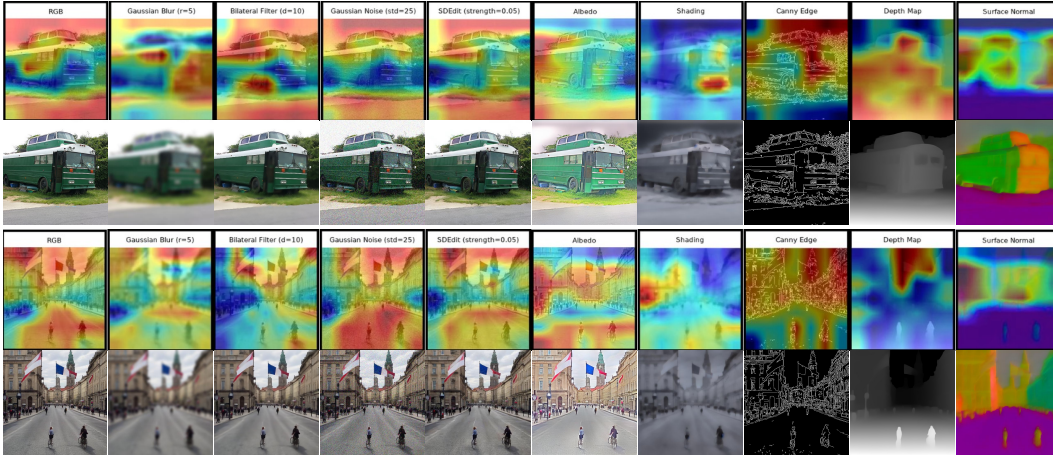 RGB Gaussian Blur (r=5) Bilateral Filter (d=10) Gaussian Noise (std=25) SDEdit (strength=0.05) Albedo Shading Canny Edge Depth Map Surface Normal
RGB Gaussian Blur (r=5) Bilateral Filter (d=10) Gaussian Noise (std=25) SDEdit (strength=0.05) Albedo Shading Canny Edge Depth Map Surface Normal